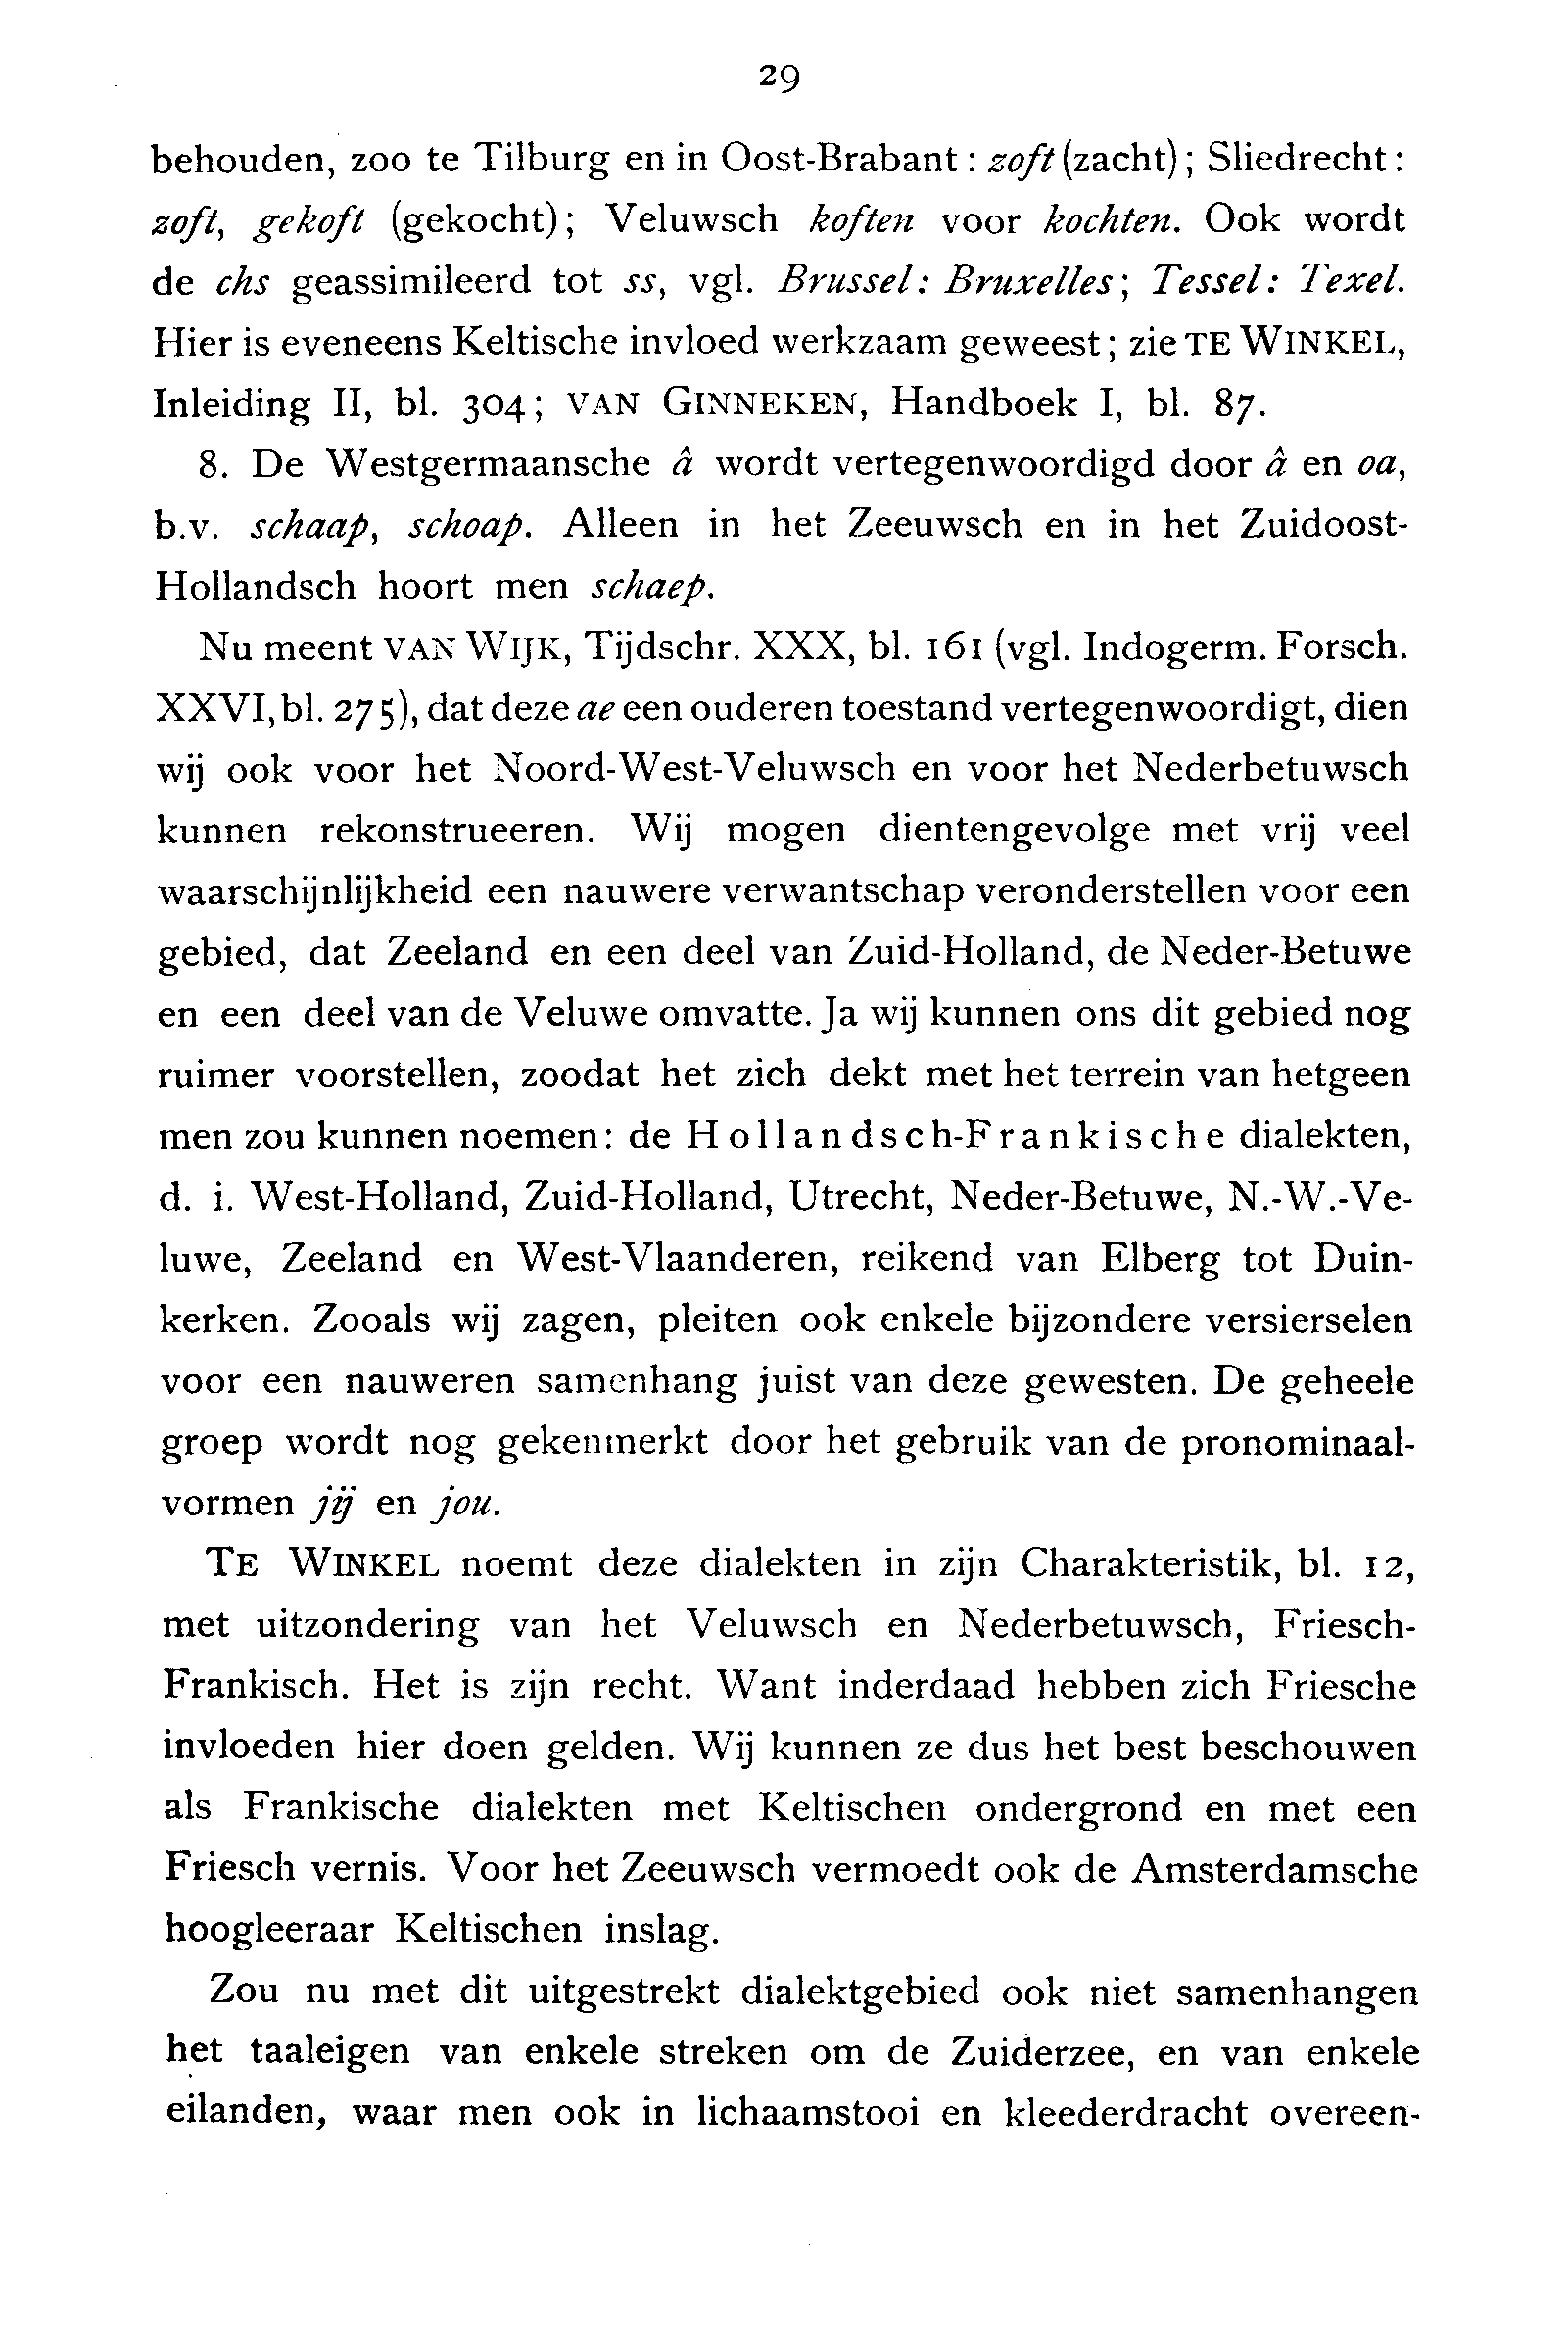 29
behouden, zoo te Tilburg en in Oost-Brabant: zoft (zacht); Sliedrecht:
zoft, gekoft (gekocht); Veluwsch koften voor kochten. Ook wordt
de chs geassimileerd tot ss, vgl. Brussel: Bruxelles; Tessel: Texel.
Hier is eveneens Keltische invloed werkzaam geweest; zie TE WINKEL,
Inleiding II, bl. 304; VAN GINNEKEN, Handboek I, bl. 87.
8. De Westgermaansche â wordt vertegenwoordigd door â en oa,
b.v. schaap, schoap. Alleen in het Zeeuwsch en in het Zuidoost-
Hollandsch hoort men schaep.
Nu meent VAN WIJK, Tijdschr. XXX, bl. 161 (vgl. Indogerm. Forsch.
XXVI, bl. 275), dat deze ae een ouderen toestand vertegenwoordigt, dien
wij ook voor het Noord-West-Veluwsch en voor het Nederbetuwsch
kunnen rekonstrueeren. Wij mogen dientengevolge met vrij veel
waarschijnlijkheid een nauwere verwantschap veronderstellen voor een
gebied, dat Zeeland en een deel van Zuid-Holland, de Neder-Betuwe
en een deel van de Veluwe omvatte. Ja wij kunnen ons dit gebied nog
ruimer voorstellen, zoodat het zich dekt met het terrein van hetgeen
men zou kunnen noemen: de Hollandsch-Frankische dialekten,
d. i. West-Holland, Zuid-Holland, Utrecht, Neder-Betuwe, N.-W.-Ve-
luwe, Zeeland en West-Vlaanderen, reikend van Elberg tot Duin-
kerken. Zooals wij zagen, pleiten ook enkele bijzondere versierselen
voor een nauweren samenhang juist van deze gewesten. De geheele
groep wordt nog gekenmerkt door het gebruik van de pronominaal-
vormen jij en jou.
TE WINKEL noemt deze dialekten in zijn Charakteristik, bl. 12,
met uitzondering van het Veluwsch en Nederbetuwsch, Friesch-
Frankisch. Het is zijn recht. Want inderdaad hebben zich Friesche
invloeden hier doen gelden. Wij kunnen ze dus het best beschouwen
als Frankische dialekten met Keltischen ondergrond en met een
Friesch vernis. Voor het Zeeuwsch vermoedt ook de Amsterdamsche
hoogleeraar Keltischen inslag.
Zou nu met dit uitgestrekt dialektgebied ook niet samenhangen
het taaleigen van enkele streken om de Zuiderzee, en van enkele
eilanden, waar men ook in lichaamstooi en kleederdracht overeen-